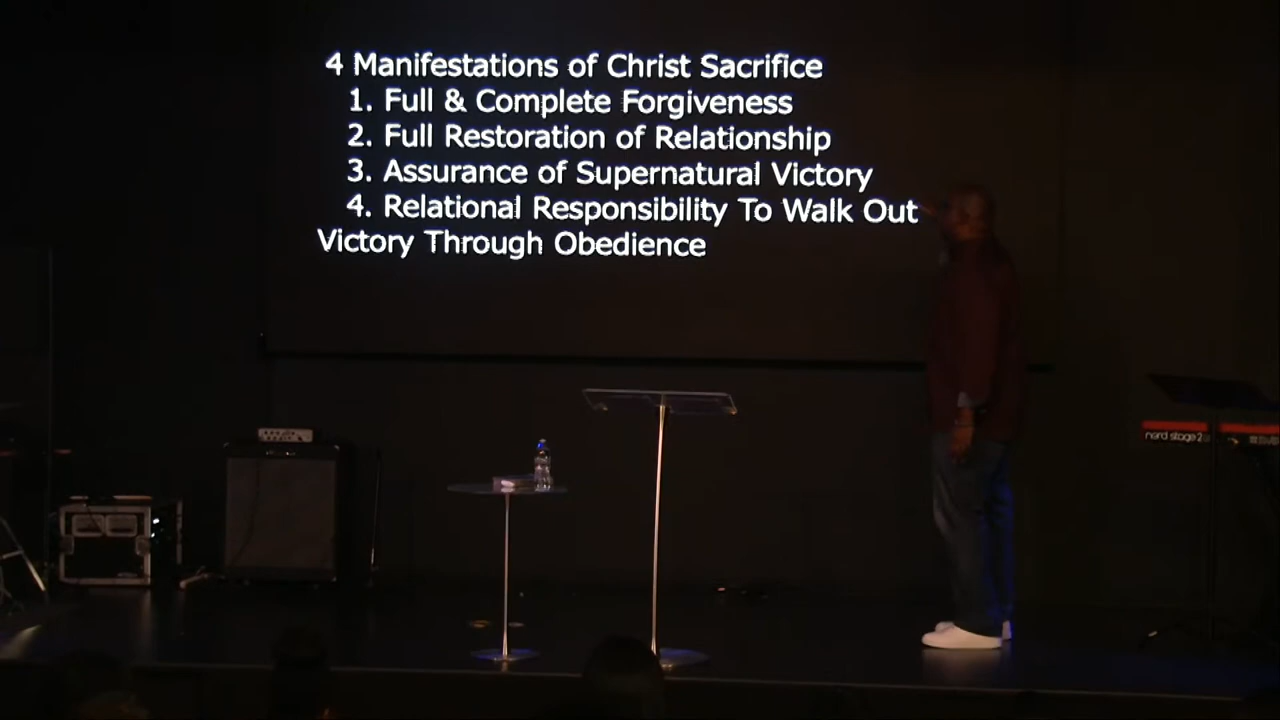 4 Manifestations of Christ Sacrifice
1. Full & Complete Forgiveness
2. Full Restoration of Relationship
3. Assurance of Supernatural Victory
4. Relational Responsibility To Walk Out
Victory Through Obedience
nord stage 2